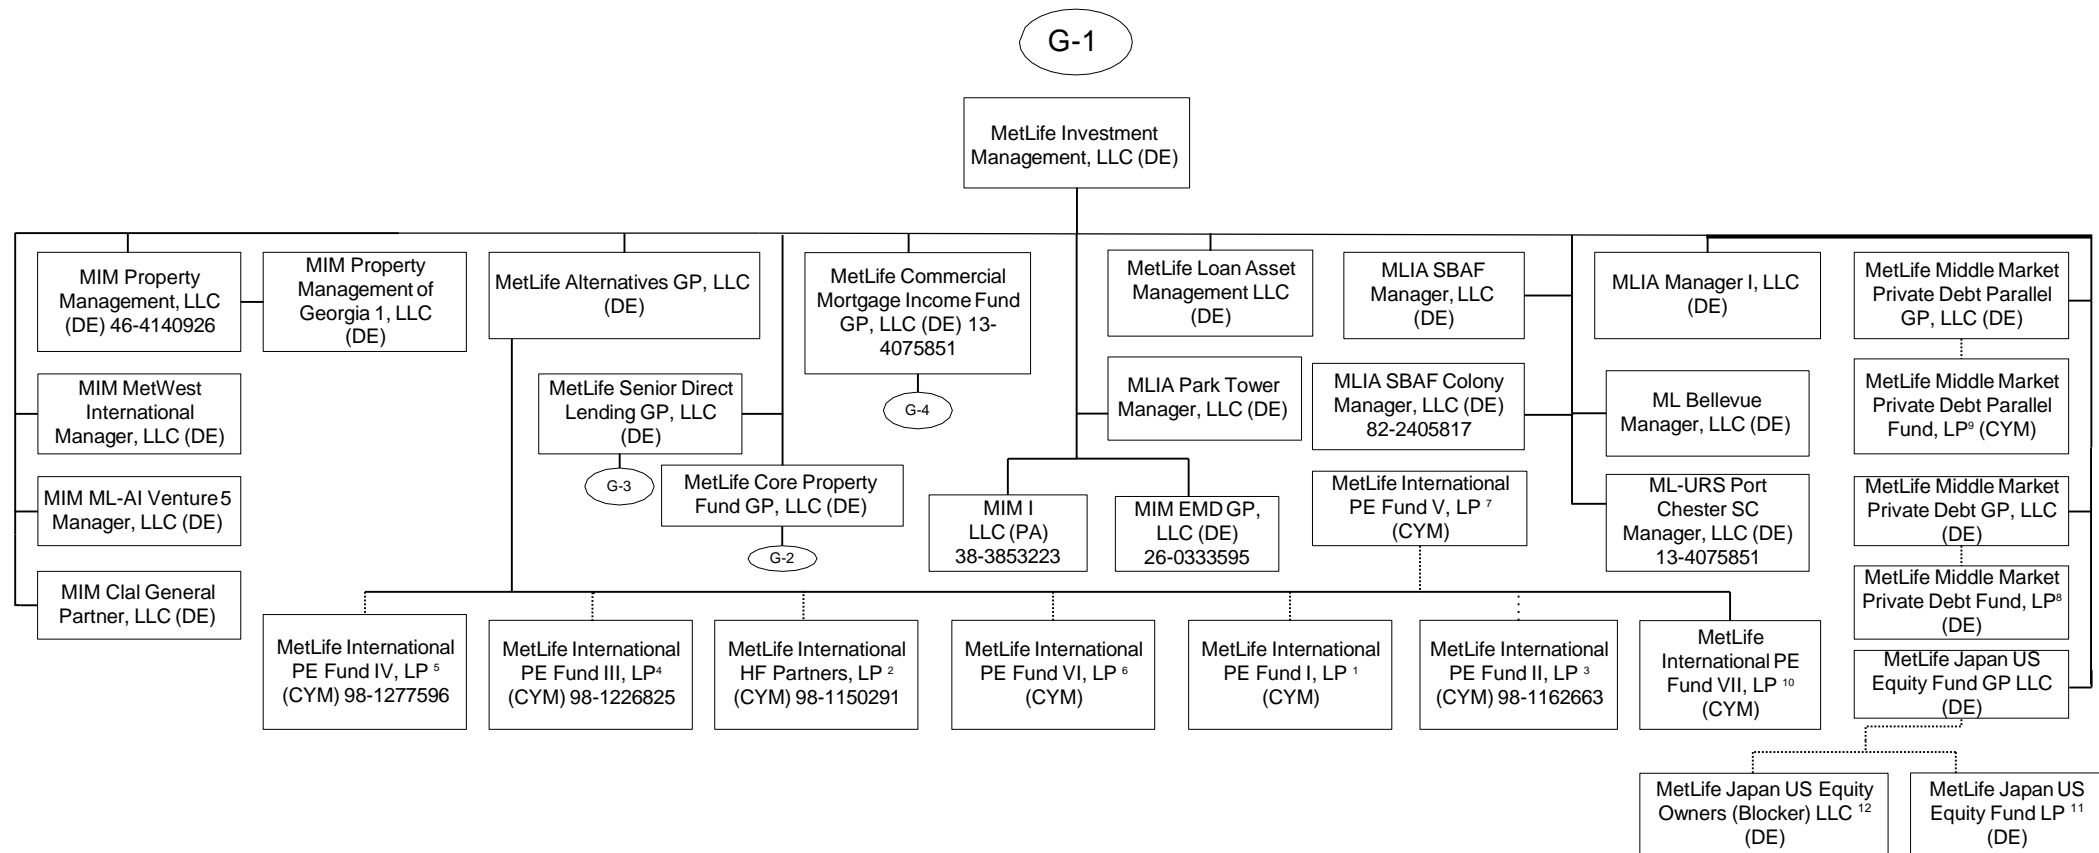 G-1
MetLife Investment
Management, LLC (DE)
MIM Property
Management, LLC
(DE) 46-4140926
MIM Property
Management of
Georgia 1, LLC
(DE)
MetLife Alternatives GP, LLC
(DE)
MetLife Commercial
Mortgage Income Fund
GP, LLC (DE) 13-
4075851
MetLife Loan Asset
Management LLC
(DE)
MLIA SBAF
Manager, LLC
(DE)
MLIA Manager I, LLC
(DE)
MetLife Middle Market
Private Debt Parallel
GP, LLC (DE)
MIM MetWest
International
Manager, LLC (DE)
MetLife Senior Direct
Lending GP, LLC
(DE)
G-4
MLIA Park Tower
Manager, LLC (DE)
MLIA SBAF Colony
Manager, LLC (DE)
82-2405817
ML Bellevue
Manager, LLC (DE)
MetLife Middle Market
Private Debt Parallel
Fund, LP⁹ (CYM)
G-3
MIM ML-AI Venture 5
Manager, LLC (DE)
MetLife Core Property
Fund GP, LLC (DE)
G-2
MIM I
LLC (PA)
38-3853223
MIM EMD GP,
LLC (DE)
26-0333595
MetLife International
PE Fund V, LP ⁷
(CYM)
ML-URS Port
Chester SC
Manager, LLC (DE)
13-4075851
MetLife Middle Market
Private Debt GP, LLC
(DE)
MIM Clal General
Partner, LLC (DE)
MetLife Middle Market
Private Debt Fund, LP⁸
(DE)
MetLife International
PE Fund IV, LP ⁵
(CYM) 98-1277596
MetLife International
PE Fund III, LP⁴
(CYM) 98-1226825
MetLife International
HF Partners, LP ²
(CYM) 98-1150291
MetLife International
PE Fund VI, LP ⁶
(CYM)
MetLife International
PE Fund I, LP ¹
(CYM)
MetLife International
PE Fund II, LP ³
(CYM) 98-1162663
MetLife
International PE
Fund VII, LP ¹⁰
(CYM)
MetLife Japan US
Equity Fund GP LLC
(DE)
MetLife Japan US Equity
Owners (Blocker) LLC ¹²
(DE)
MetLife Japan US
Equity Fund LP ¹¹
(DE)